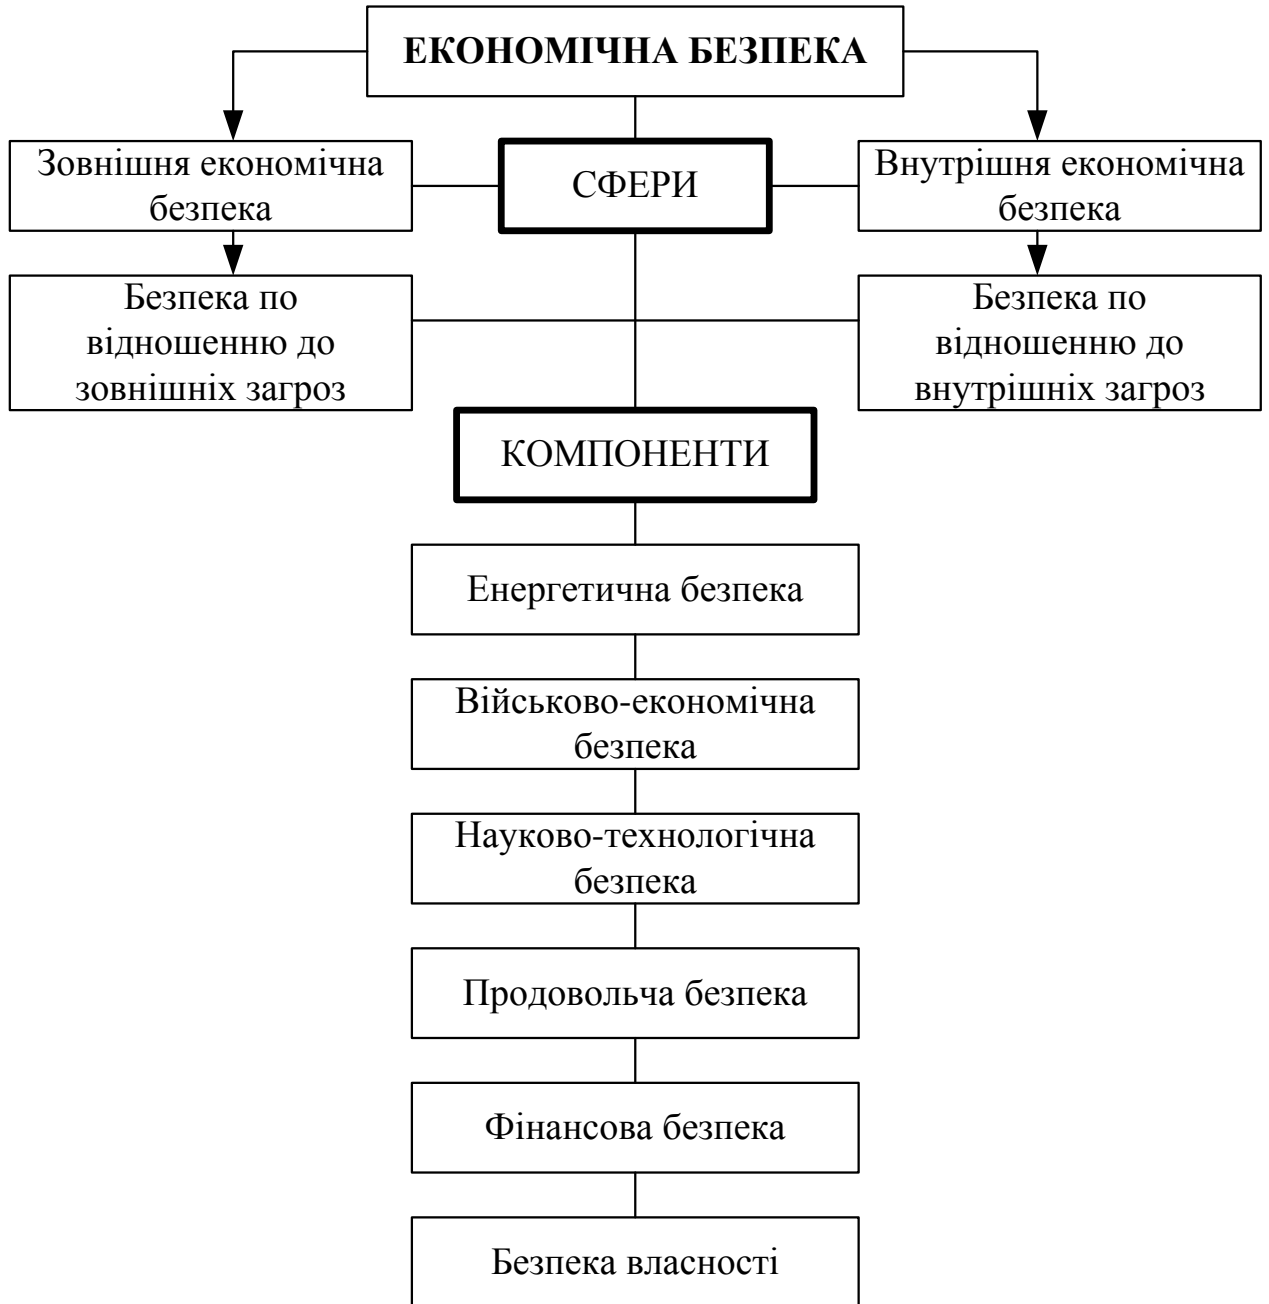 ЕКОНОМІЧНА БЕЗПЕКА
Зовнішня економічна
безпека
СФЕРИ
Внутрішня економічна
безпека
Безпека по
відношенню до
зовнішніх загроз
Безпека по
відношенню до
внутрішніх загроз
КОМПОНЕНТИ
Енергетична безпека
Військово-економічна
безпека
Науково-технологічна
безпека
Продовольча безпека
Фінансова безпека
Безпека власності